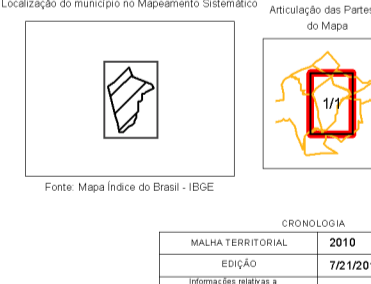 Localização do município no Mapeamento Sistemático
Articulação das Partes
do Mapa
1/1
Fonte: Mapa Índice do Brasil - IBGE
CRONOLOGIA
MALHA TERRITORIAL 2010
EDIÇÃO
Informações relativas a